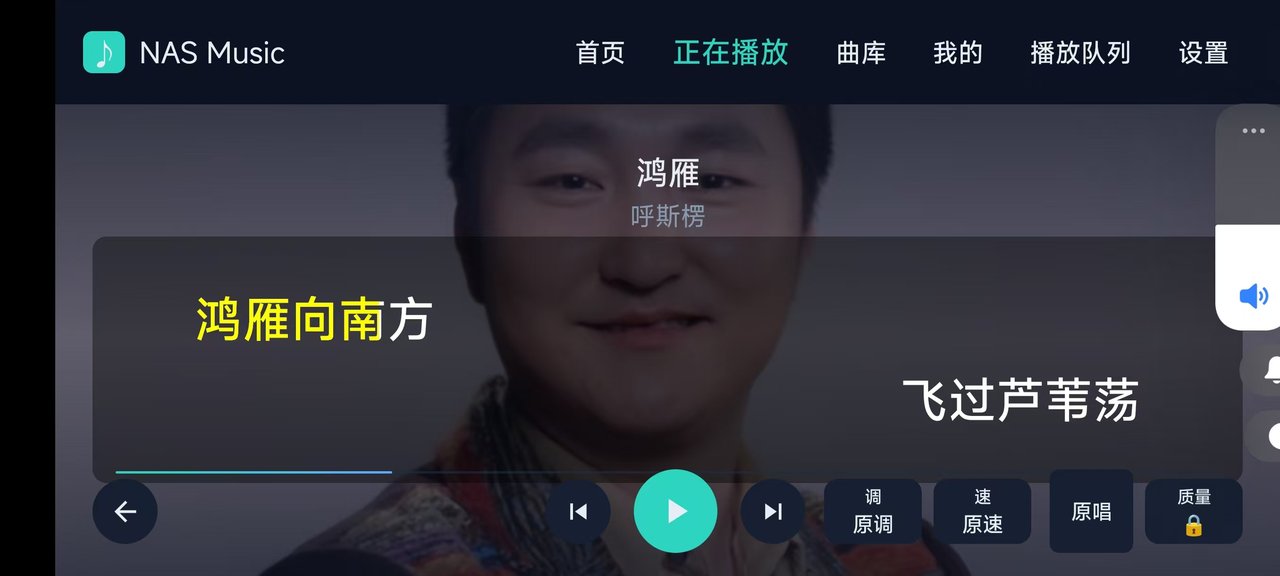 NAS Music
首页 正在播放 曲库 我的 播放队列 设置
鸿雁
呼斯楞
鸿雁向南方
飞过芦苇荡
调 速 质量
原调 原速 原唱